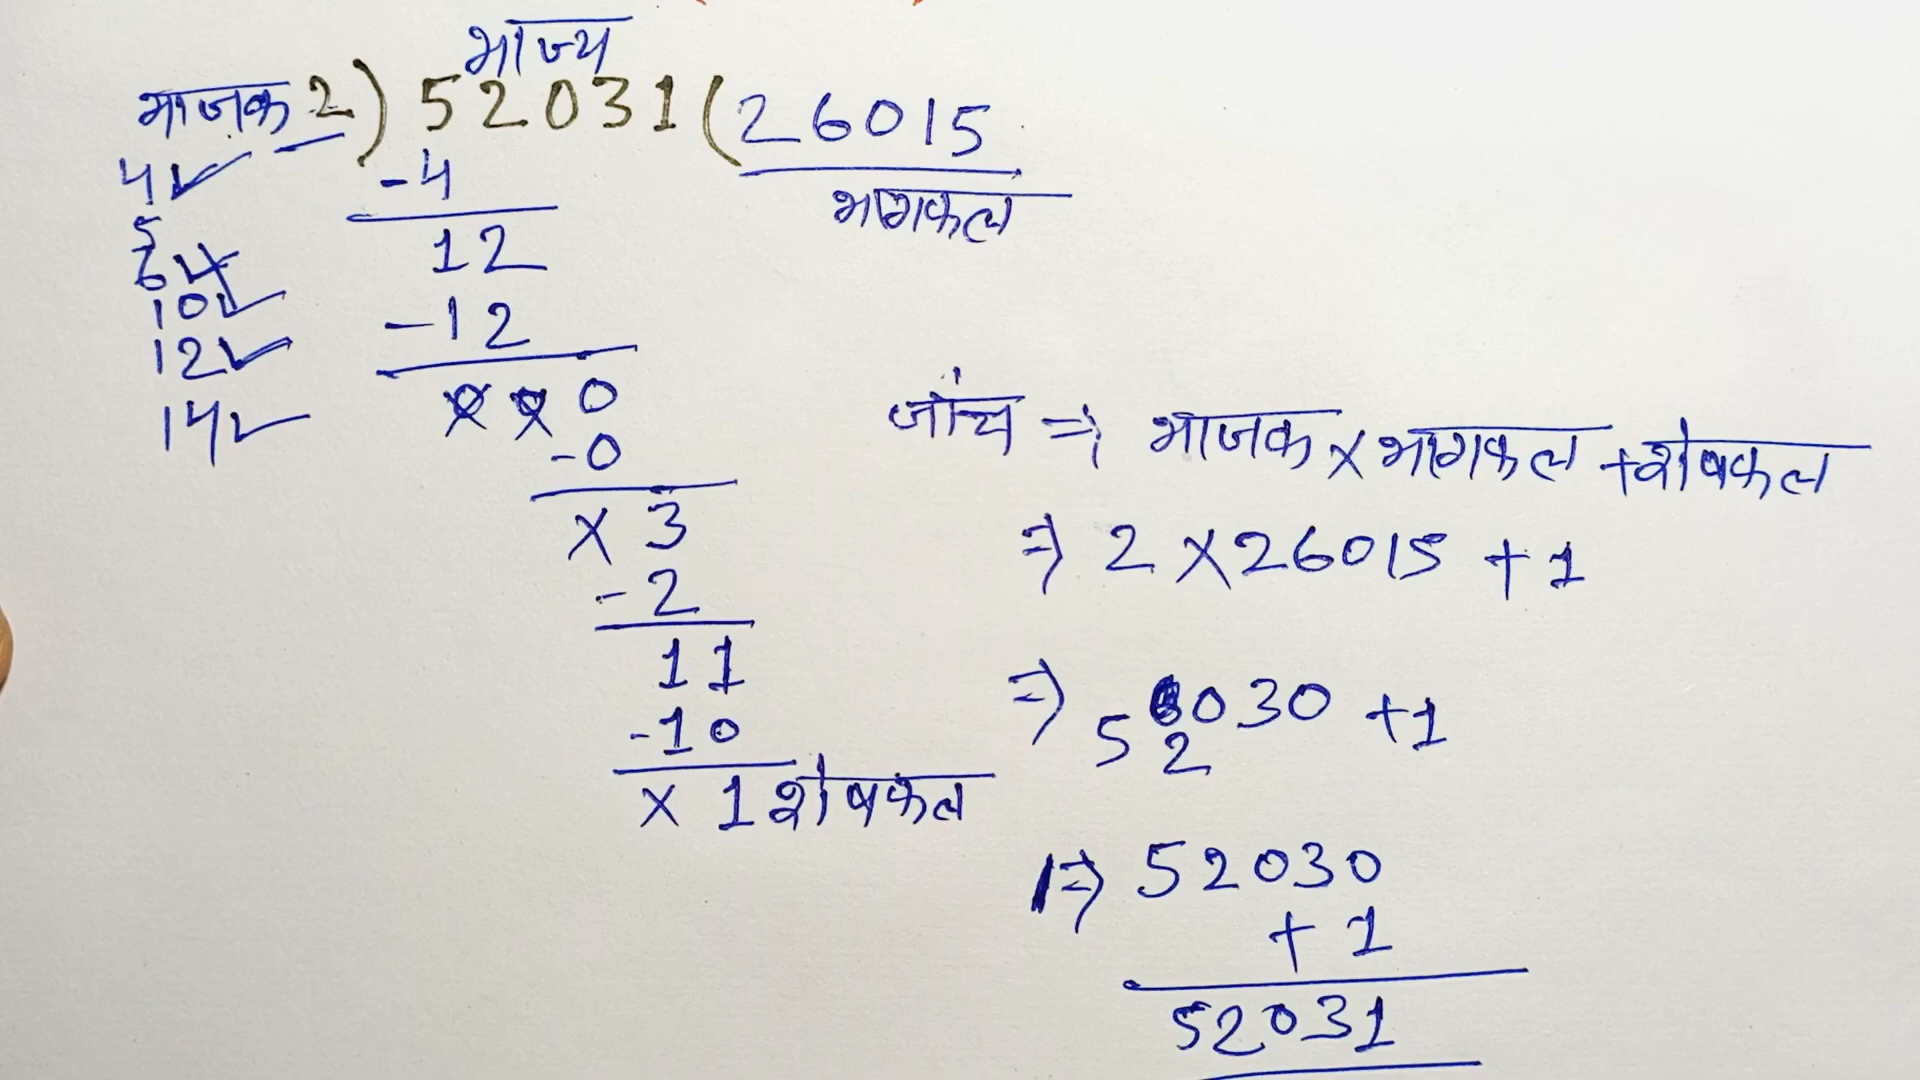 भाज्य
भाजक 2) 52031 (26015
भागफल
4✓
5
6
10✓
12✓
14✓
-4
12
-12
××0
-0
×3
-2
11
-10
×1 शेषफल
जांच ⇒ भाजक × भागफल + शेषफल
⇒ 2 × 26015 + 1
⇒ 52030 + 1
⇒ 52030
+ 1
52031